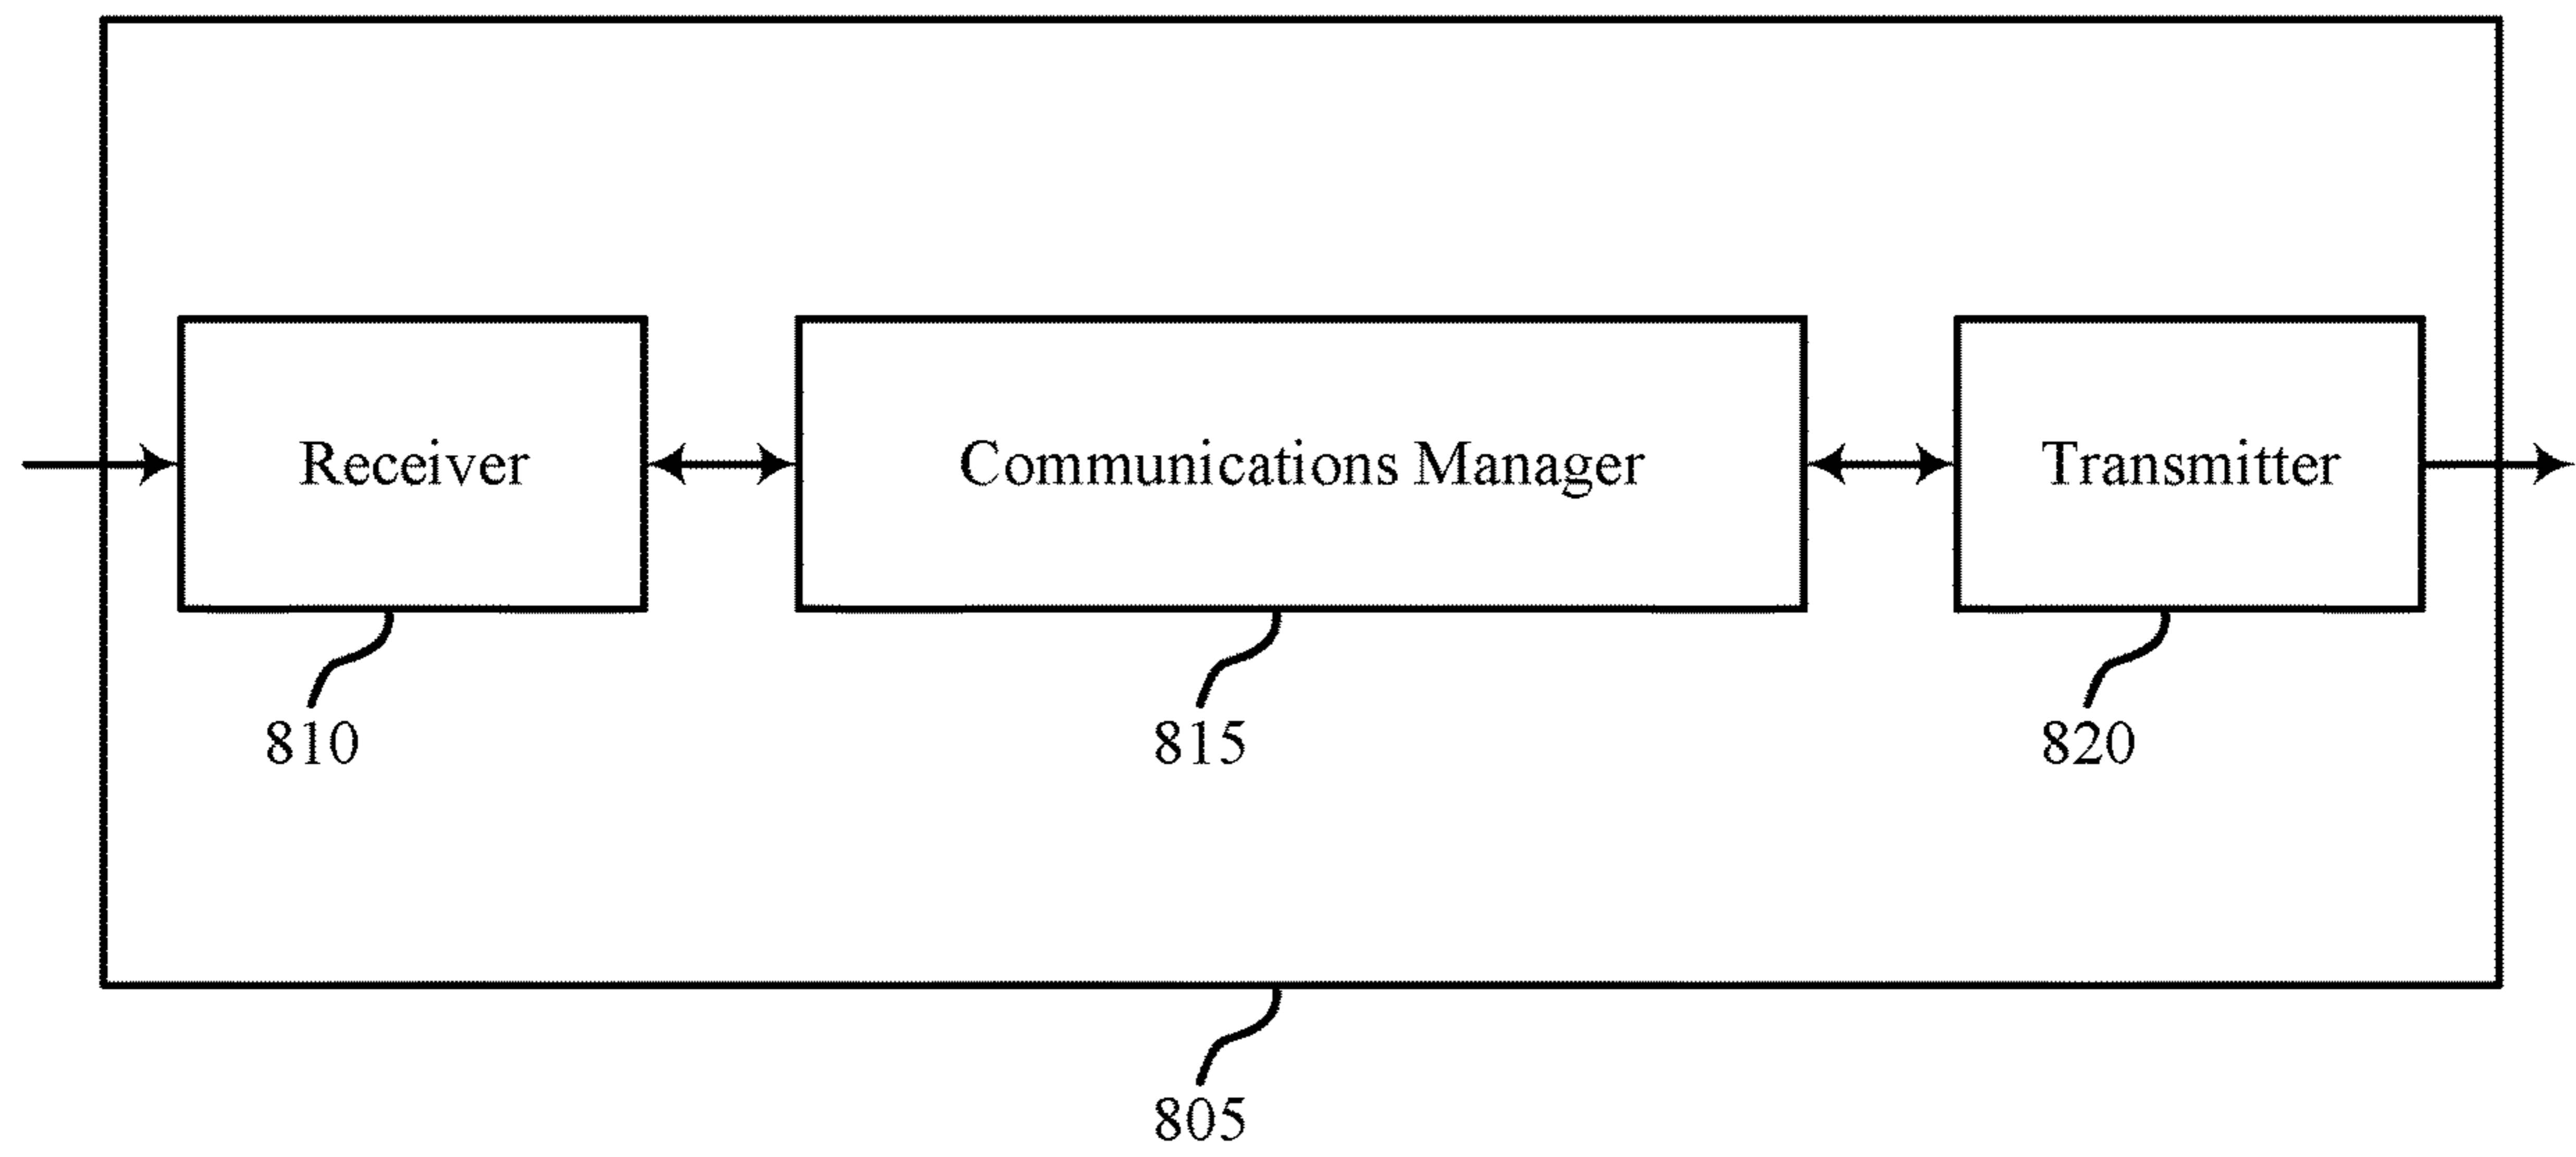 Receiver
Communications Manager
Transmitter
810
815
820
805